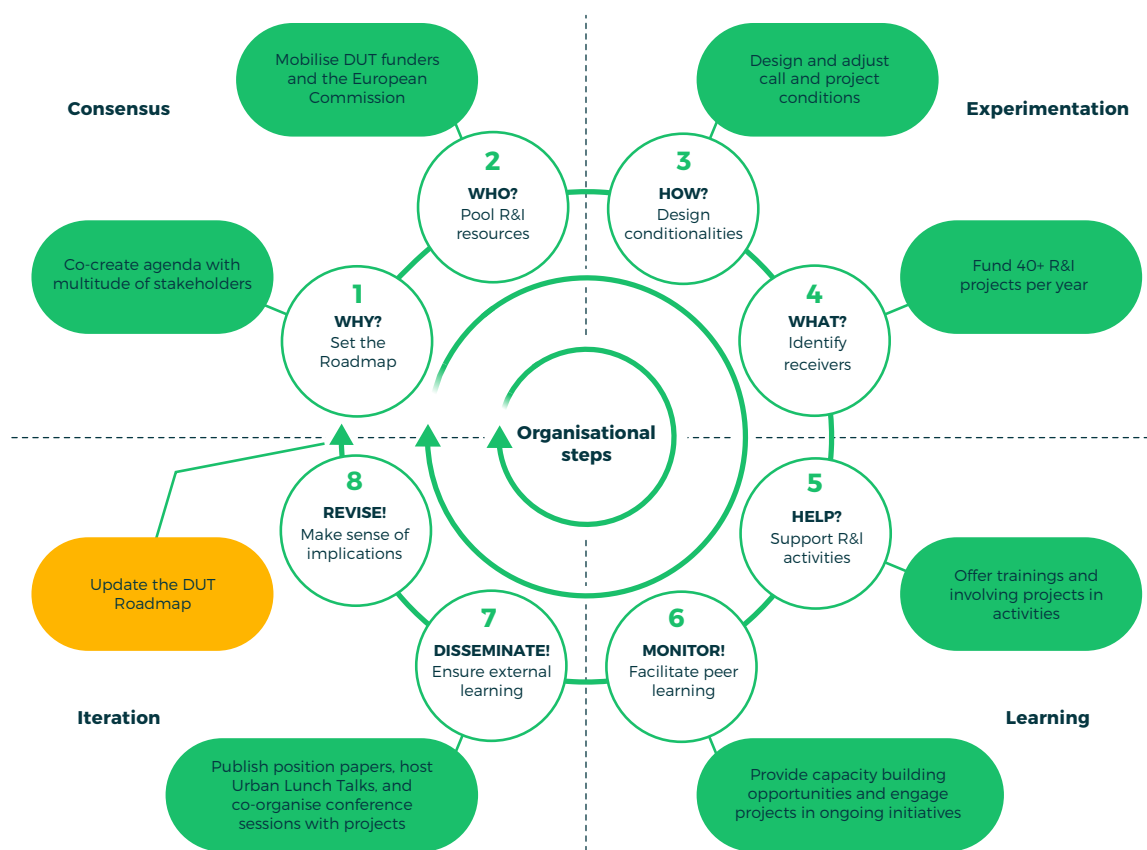 Consensus
Mobilise DUT funders
and the European
Commission
Design and adjust
call and project
conditions
Experimentation
2
WHO?
Pool R&I
resources
3
HOW?
Design
conditionalities
Co-create agenda with
multitude of stakeholders
1
WHY?
Set the
Roadmap
4
WHAT?
Identify
receivers
Fund 40+ R&I
projects per year
Organisational
steps
8
REVISE!
Make sense of
implications
5
HELP?
Support R&I
activities
Update the DUT
Roadmap
Offer trainings and
involving projects in
activities
7
DISSEMINATE!
Ensure external
learning
6
MONITOR!
Facilitate peer
learning
Iteration
Learning
Publish position papers, host
Urban Lunch Talks, and
co-organise conference
sessions with projects
Provide capacity building
opportunities and engage
projects in ongoing initiatives